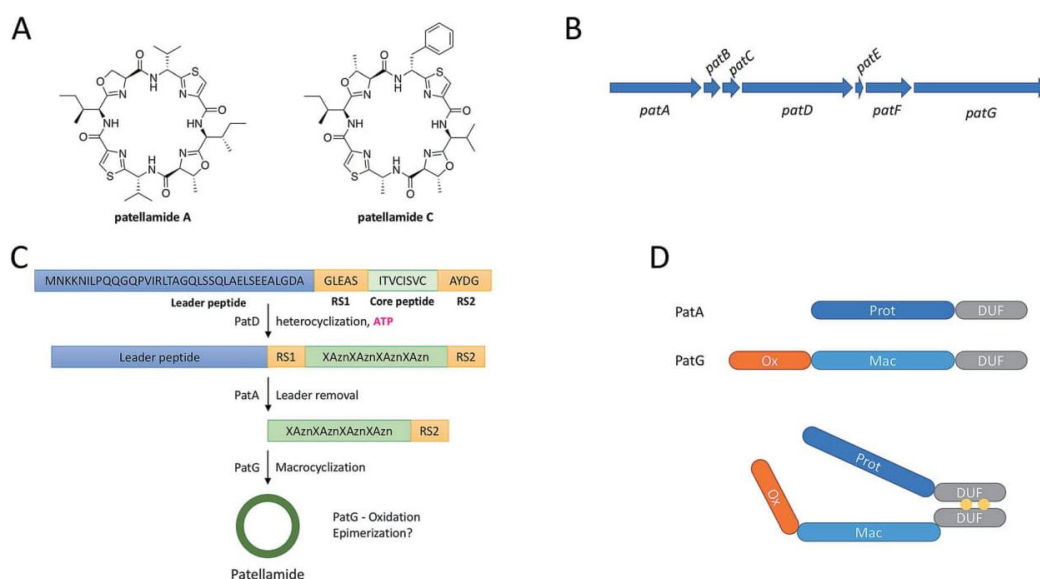 A
O
N
O
N
H
N
S
O
N
H
HN
O
N
S
O
N
H
N
O
patellamide A
O
N
O
N
H
N
S
O
N
H
HN
O
N
S
O
N
H
N
O
patellamide C
B
patA
patB
patC
patD
patE
patF
patG
C
MNKKNILPQQGQPVIRLTAGQLSSQLAELSEEALGDA GLEAS ITVCISVC AYDG
Leader peptide RS1 Core peptide RS2
PatD heterocyclization, ATP
Leader peptide RS1 XAznXAznXAznXAzn RS2
PatA Leader removal
XAznXAznXAznXAzn RS2
PatG Macrocyclization
PatG - Oxidation
Epimerization?
Patellamide
D
PatA Prot DUF
PatG Ox Mac DUF
Prot
Ox
DUF
DUF
Mac